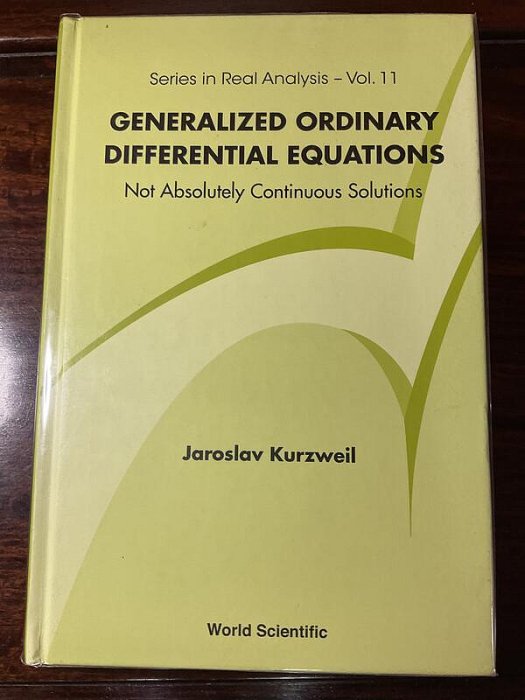 Series in Real Analysis – Vol. 11
GENERALIZED ORDINARY
DIFFERENTIAL EQUATIONS
Not Absolutely Continuous Solutions
Jaroslav Kurzweil
World Scientific